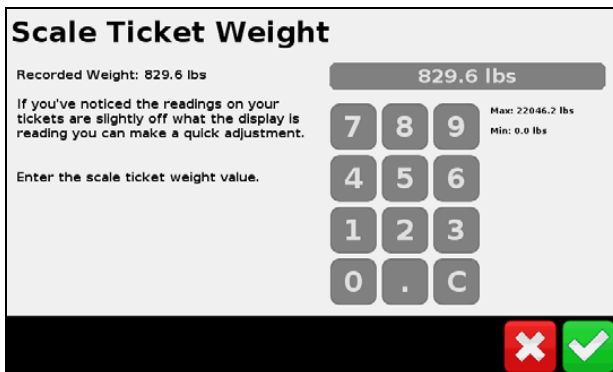 Scale Ticket Weight
Recorded Weight: 829.6 lbs
829.6 lbs
If you've noticed the readings on your
tickets are slightly off what the display is
reading you can make a quick adjustment.
Enter the scale ticket weight value.
Max: 22046.2 lbs
Min: 0.0 lbs
7 8 9
4 5 6
1 2 3
0 . C